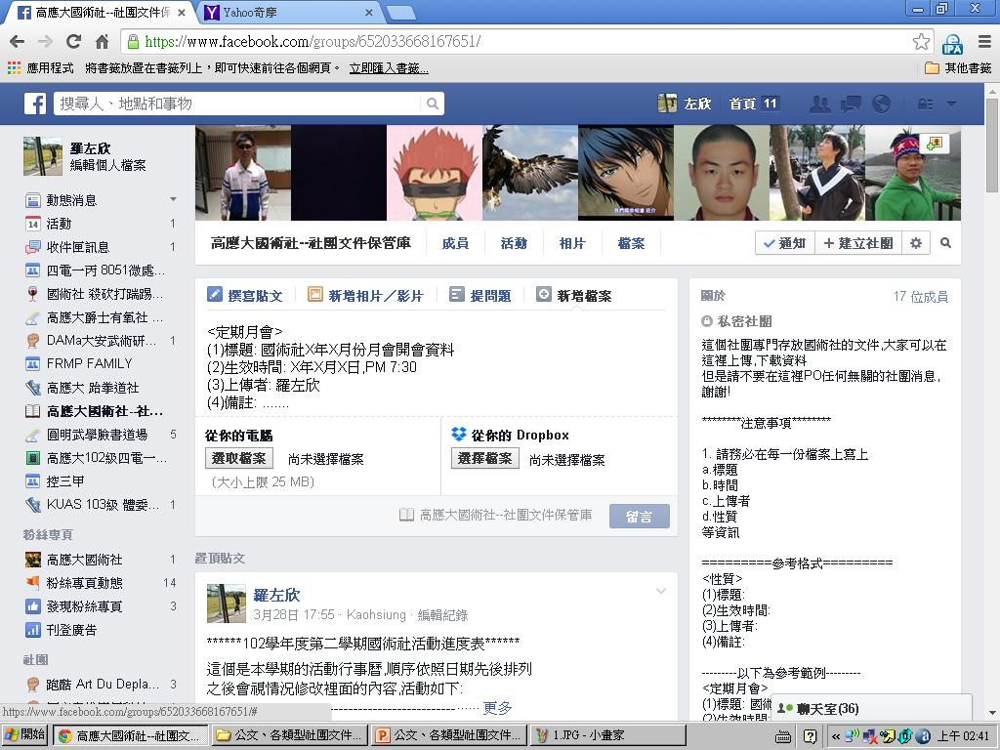 高應大國術社--社團文件保
Yahoo奇摩
https://www.facebook.com/groups/652033668167651/
應用程式 將書籤放置在書籤列上，即可快速前往各個網頁。 立即匯入書籤... 其他書籤
搜尋人、地點和事物
左欣 首頁 11
羅左欣
編輯個人檔案
動態消息
活動 1
收件匣訊息 1
四電一丙 8051微處...
國術社 殺砍打踹踢...
高應大爵士有氧社 ...
DAMa大安武術研... 1
FRMP FAMILY
高應大 跆拳道社
高應大國術社--社...
圓明武學臉書道場 5
高應大102級四電一...
控三甲
KUAS 103級 體委... 1
粉絲專頁
高應大國術社 1
粉絲專頁動態 14
發現粉絲專頁 3
刊登廣告
社團
跑酷 Art Du Depla... 3
高應大國術社--社團文件保管庫 成員 活動 相片 檔案
通知 + 建立社團
撰寫貼文 新增相片／影片 提問題 新增檔案
<定期月會>
(1)標題: 國術社X年X月份月會開會資料
(2)生效時間: X年X月X日,PM 7:30
(3)上傳者: 羅左欣
(4)備註: .......
從你的電腦
選取檔案 尚未選擇檔案
（大小上限 25 MB）
從你的 Dropbox
選擇檔案 尚未選擇檔案
高應大國術社--社團文件保管庫 留言
置頂貼文
羅左欣
3月28日 17:55 · Kaohsiung · 編輯紀錄
******102學年度第二學期國術社活動進度表******
這個是本學期的活動行事曆,順序依照日期先後排列
之後會視情況修改裡面的內容,活動如下:
更多
關於 17 位成員
私密社團
這個社團專門存放國術社的文件,大家可以在
這裡上傳,下載資料
但是請不要在這裡PO任何無關的社團消息,
謝謝!
********注意事項********
1. 請務必在每一份檔案上寫上
a.標題
b.時間
c.上傳者
d.性質
等資訊
=========參考格式=========
<性質>
(1)標題:
(2)生效時間:
(3)上傳者:
(4)備註:
--------以下為參考範例--------
<定期月會>
(1)標題: 國
聊天室(36)
https://www.facebook.com/groups/652033668167651/#
開始 高應大國術社--社團文... 公文、各類型社團文件... 公文、各類型社團文件... 1.JPG - 小畫家 上午 02:41